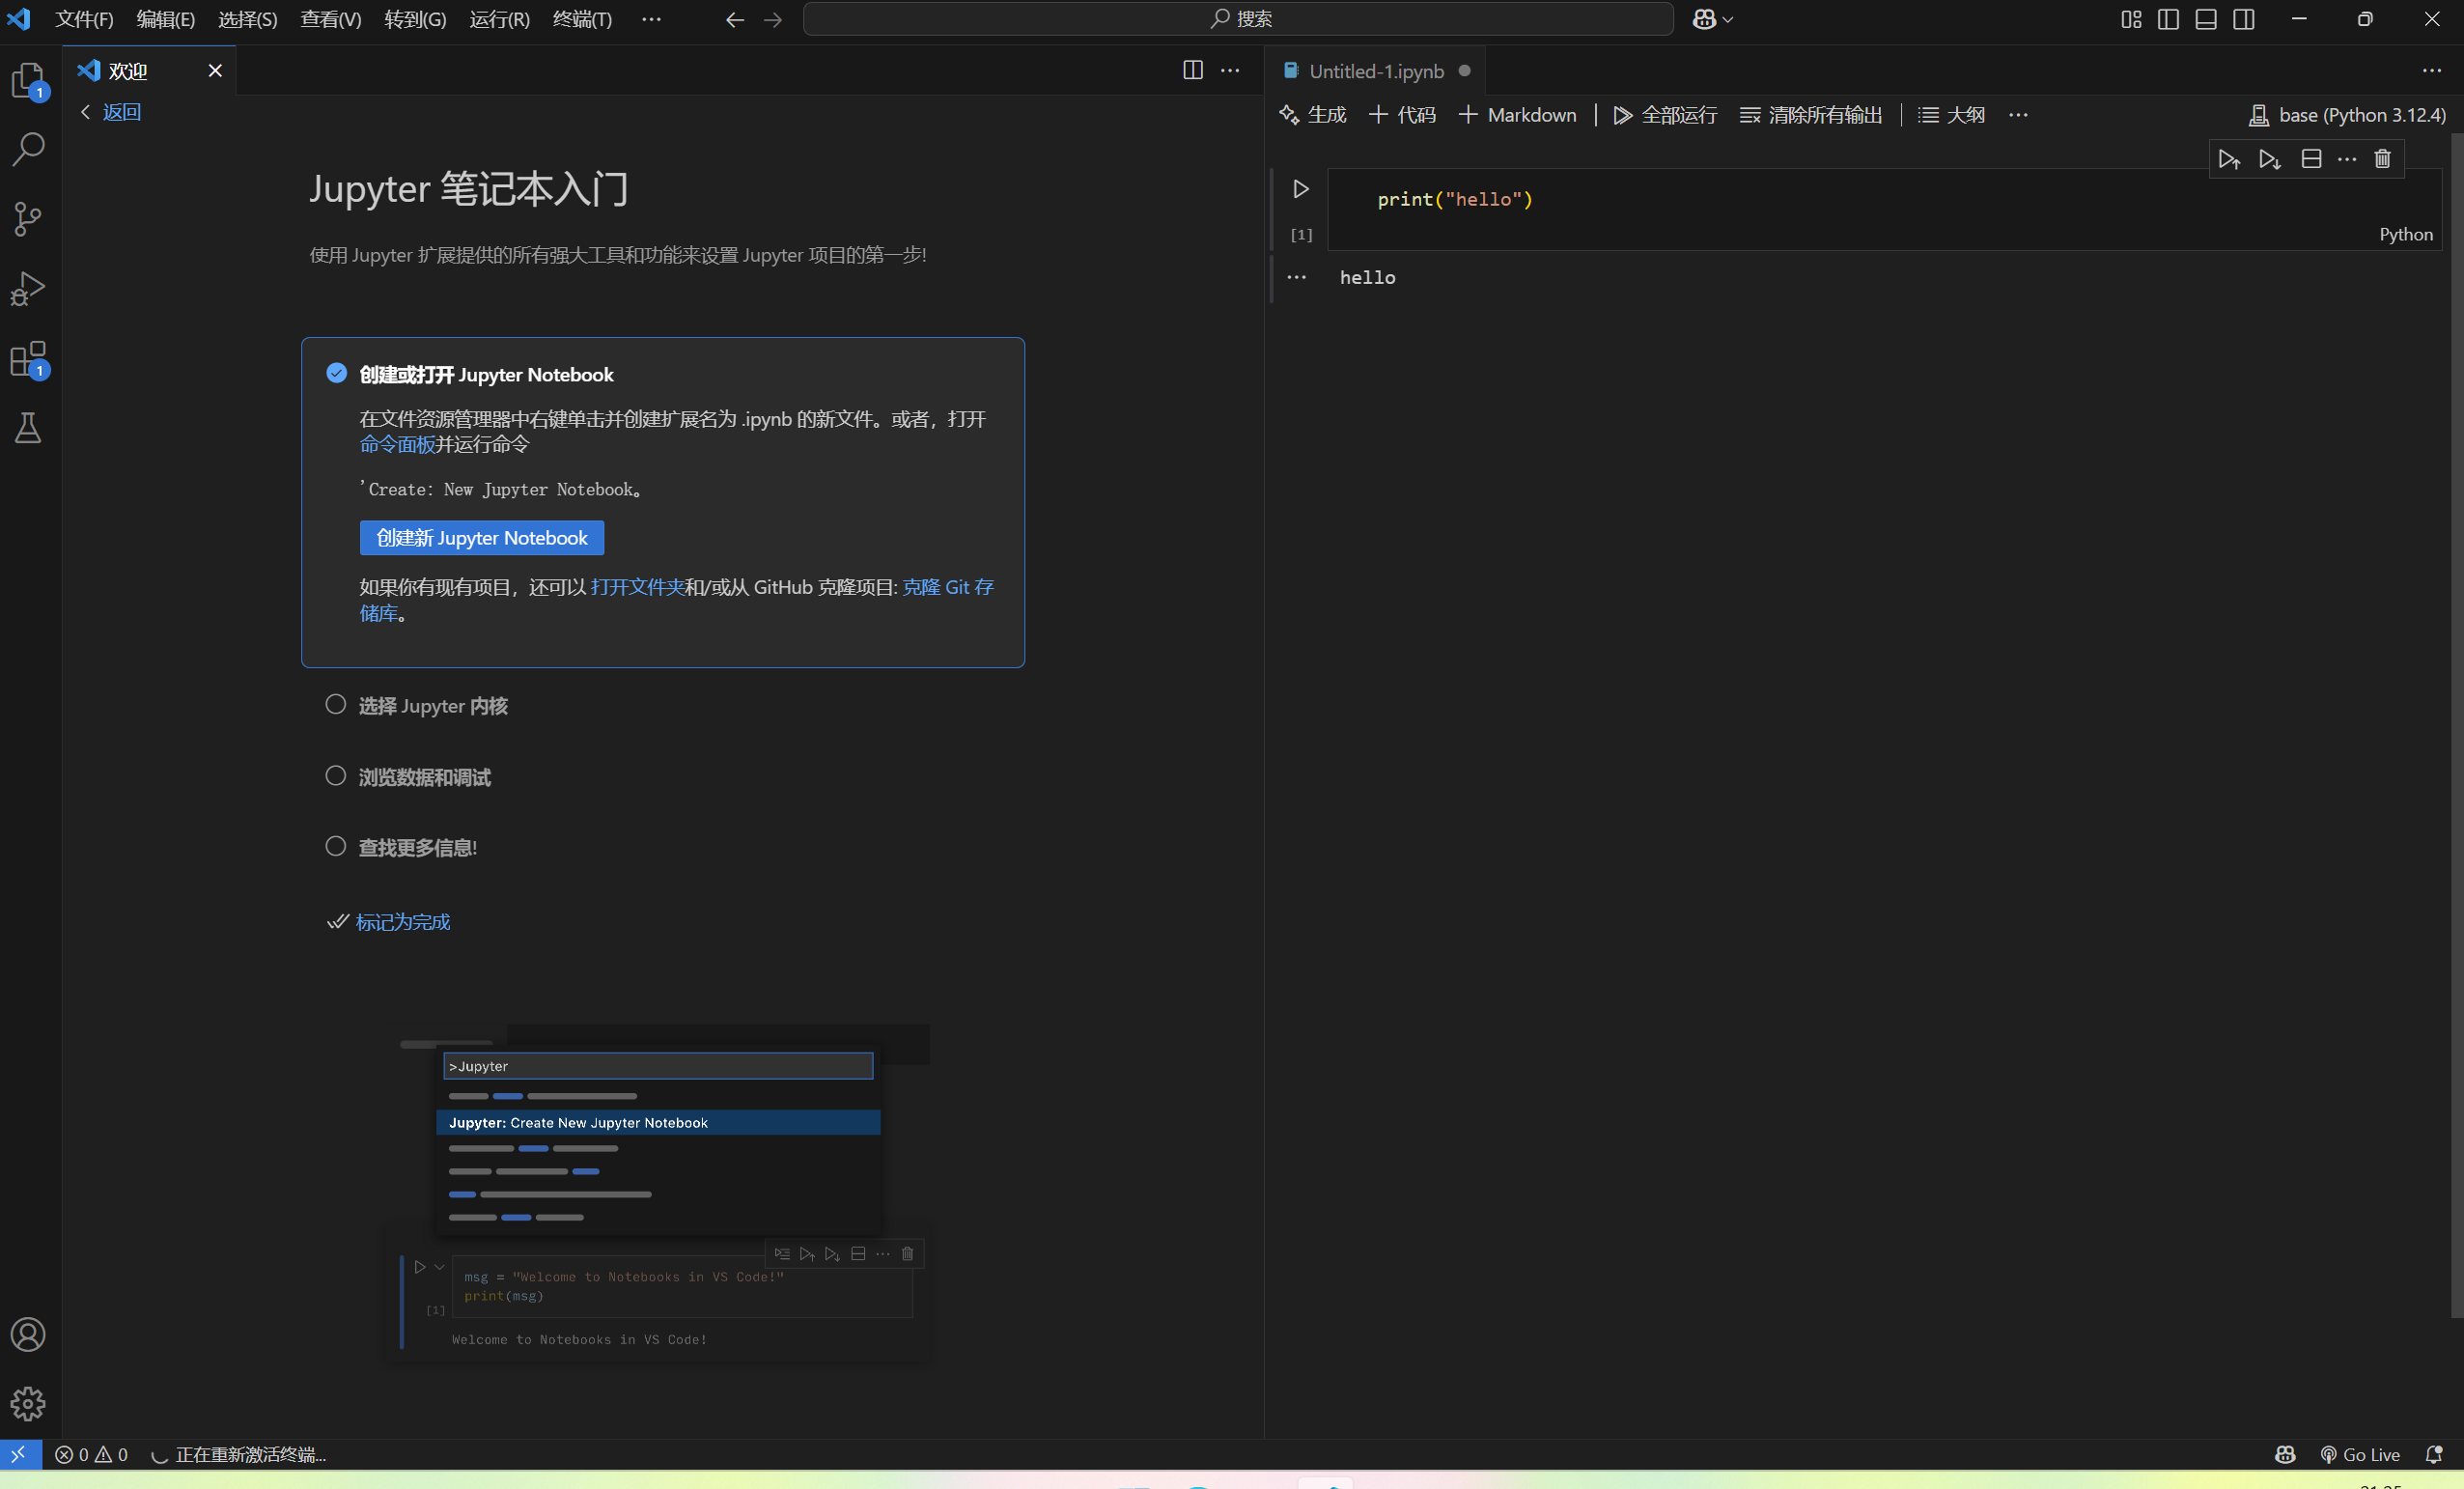 文件(F) 编辑(E) 选择(S) 查看(V) 转到(G) 运行(R) 终端(T) ··· 搜索
欢迎
返回
Jupyter 笔记本入门
使用 Jupyter 扩展提供的所有强大工具和功能来设置 Jupyter 项目的第一步!
创建或打开 Jupyter Notebook
在文件资源管理器中右键单击并创建扩展名为 .ipynb 的新文件。或者，打开
命令面板并运行命令
'Create: New Jupyter Notebook。
创建新 Jupyter Notebook
如果你有现有项目，还可以 打开文件夹和/或从 GitHub 克隆项目: 克隆 Git 存
储库。
选择 Jupyter 内核
浏览数据和调试
查找更多信息!
标记为完成
>Jupyter
Jupyter: Create New Jupyter Notebook
msg = "Welcome to Notebooks in VS Code!"
print(msg)
[1]
Welcome to Notebooks in VS Code!
Untitled-1.ipynb
生成 代码 Markdown 全部运行 清除所有输出 大纲 ··· base (Python 3.12.4)
print("hello")
[1]
Python
hello
1
1
0 0 正在重新激活终端...
Go Live